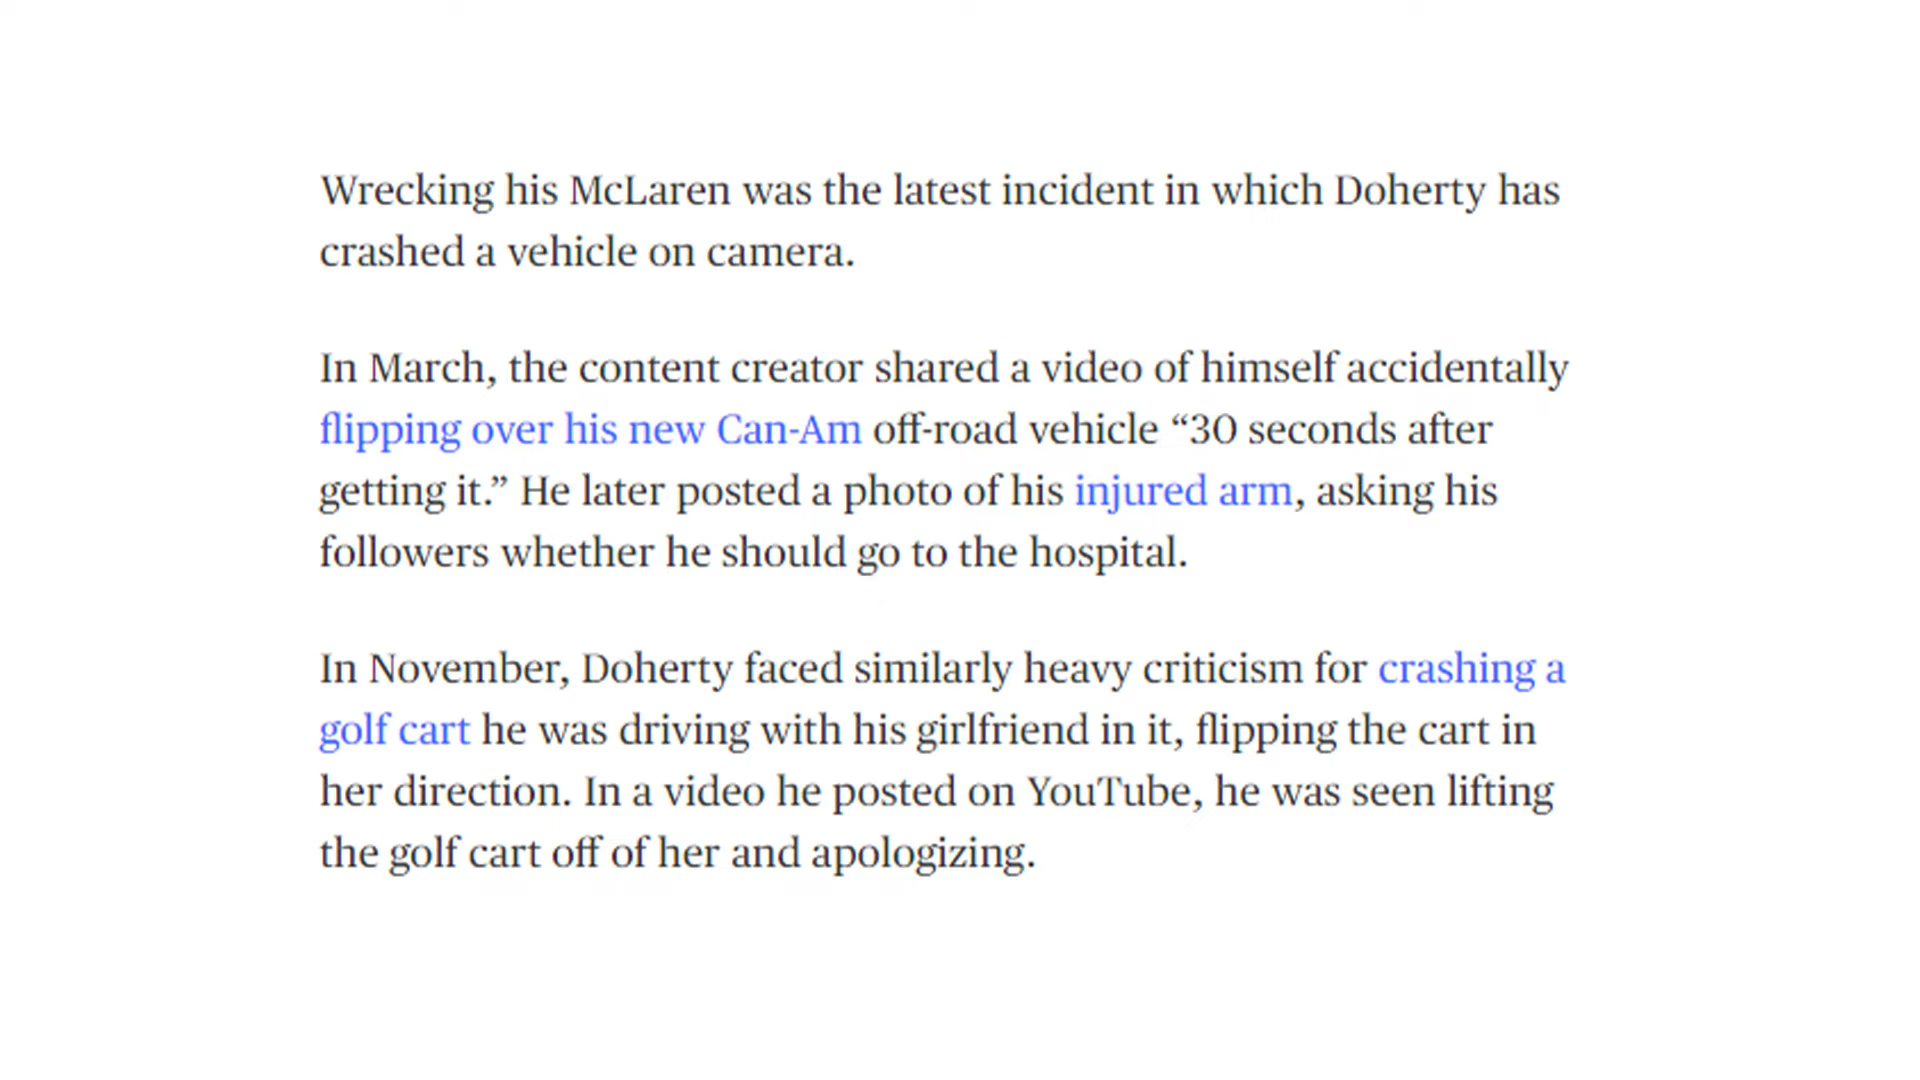 Wrecking his McLaren was the latest incident in which Doherty has
crashed a vehicle on camera.
In March, the content creator shared a video of himself accidentally
flipping over his new Can-Am off-road vehicle “30 seconds after
getting it.” He later posted a photo of his injured arm, asking his
followers whether he should go to the hospital.
In November, Doherty faced similarly heavy criticism for crashing a
golf cart he was driving with his girlfriend in it, flipping the cart in
her direction. In a video he posted on YouTube, he was seen lifting
the golf cart off of her and apologizing.